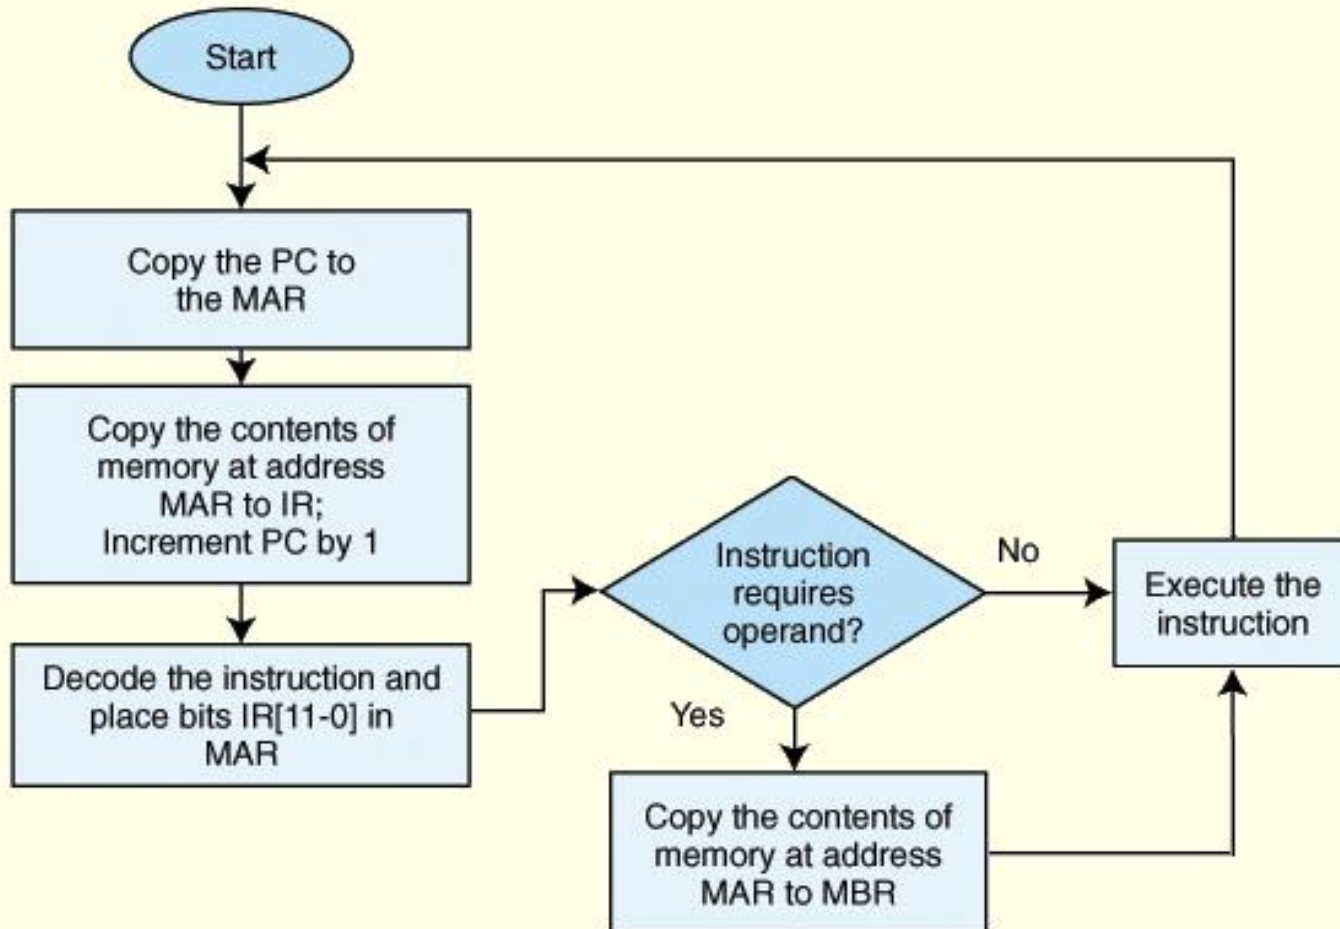 Start
Copy the PC to
the MAR
Copy the contents of
memory at address
MAR to IR;
Increment PC by 1
Decode the instruction and
place bits IR[11-0] in
MAR
Instruction
requires
operand?
No
Yes
Execute the
instruction
Copy the contents of
memory at address
MAR to MBR